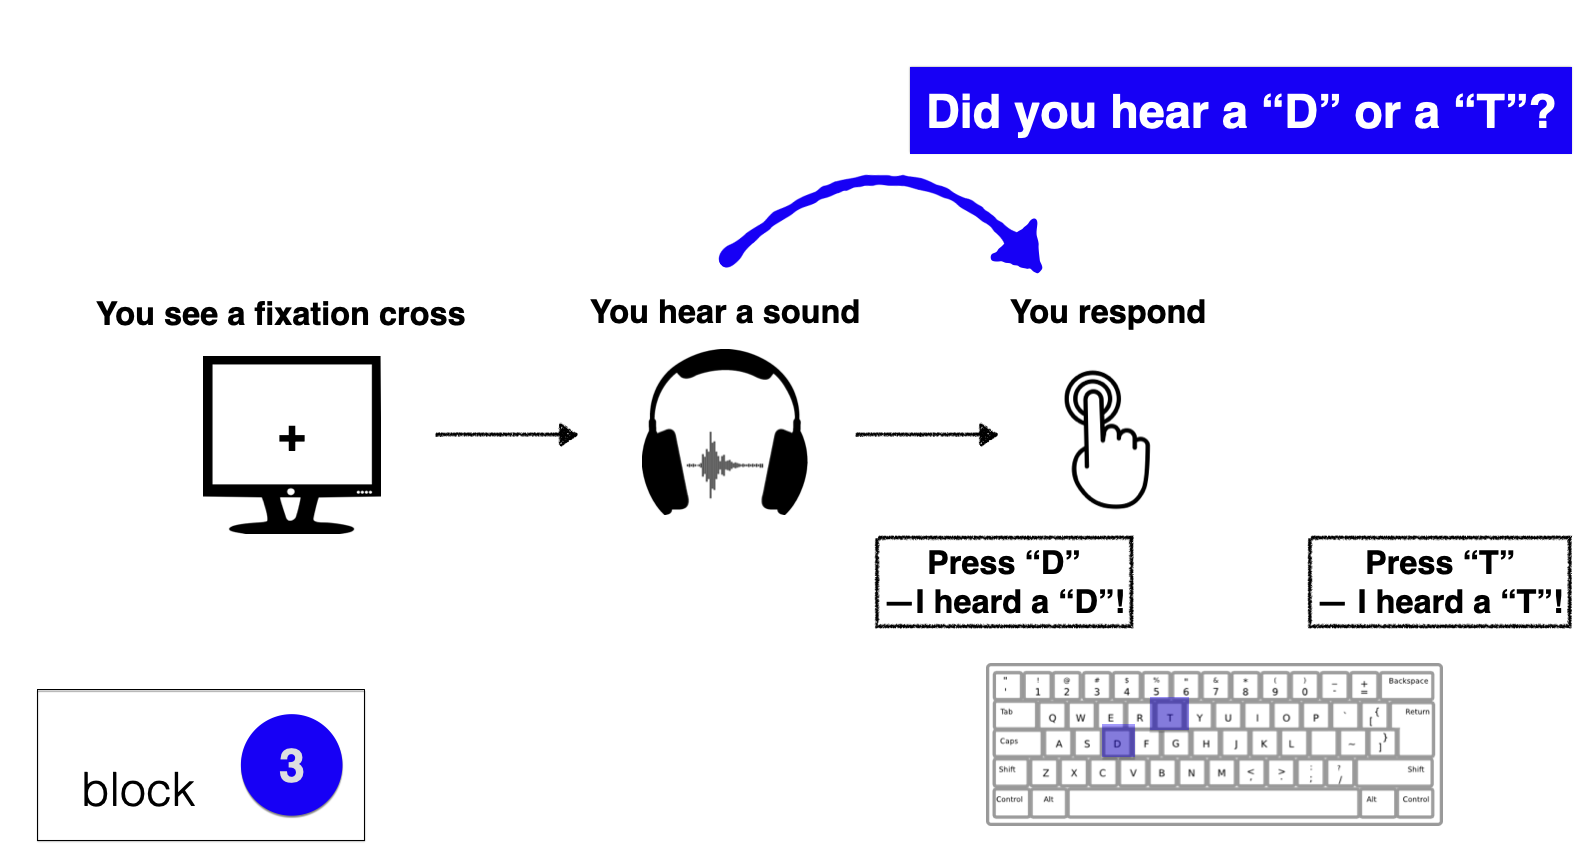 Did you hear a “D” or a “T”?
You see a fixation cross
You hear a sound
You respond
+
Press “D”
—I heard a “D”!
Press “T”
— I heard a “T”!
block 3
" ' ! 1 @ 2 # 3 $ 4 % 5 6 & 7 * 8 ( 9 ) 0 – - + = Backspace
Tab Q W E R T Y U I O P { [ Return
Caps A S D F G H J K L ~ } ]
Shift Z X C V B N M < , > . : ; ? / Shift
Control Alt Alt Control